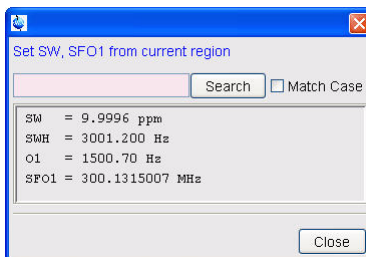 Set SW, SFO1 from current region
Search Match Case
SW = 9.9996 ppm
SWH = 3001.200 Hz
O1 = 1500.70 Hz
SFO1 = 300.1315007 MHz
Close